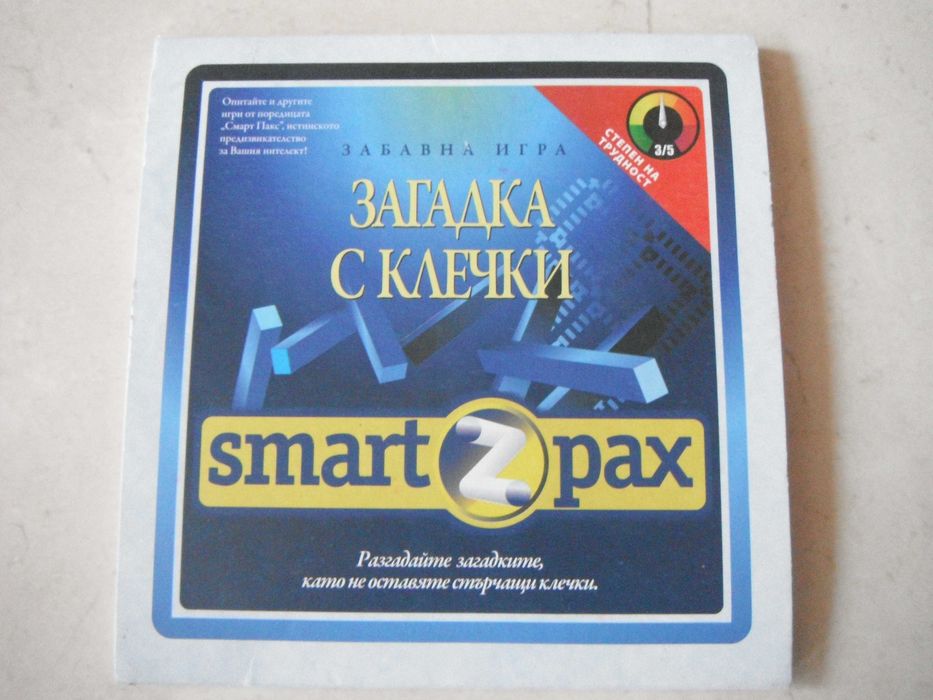 Опитайте и другите
игри от поредицата
„Смарт Пакс”, истинското
предизвикателство
за Вашия интелект!
ЗАБАВНА ИГРА
3/5
СТЕПЕН НА
ТРУДНОСТ
ЗАГАДКА
С КЛЕЧКИ
smart Z pax
Разгадайте загадките,
като не оставяте стърчащи клечки.